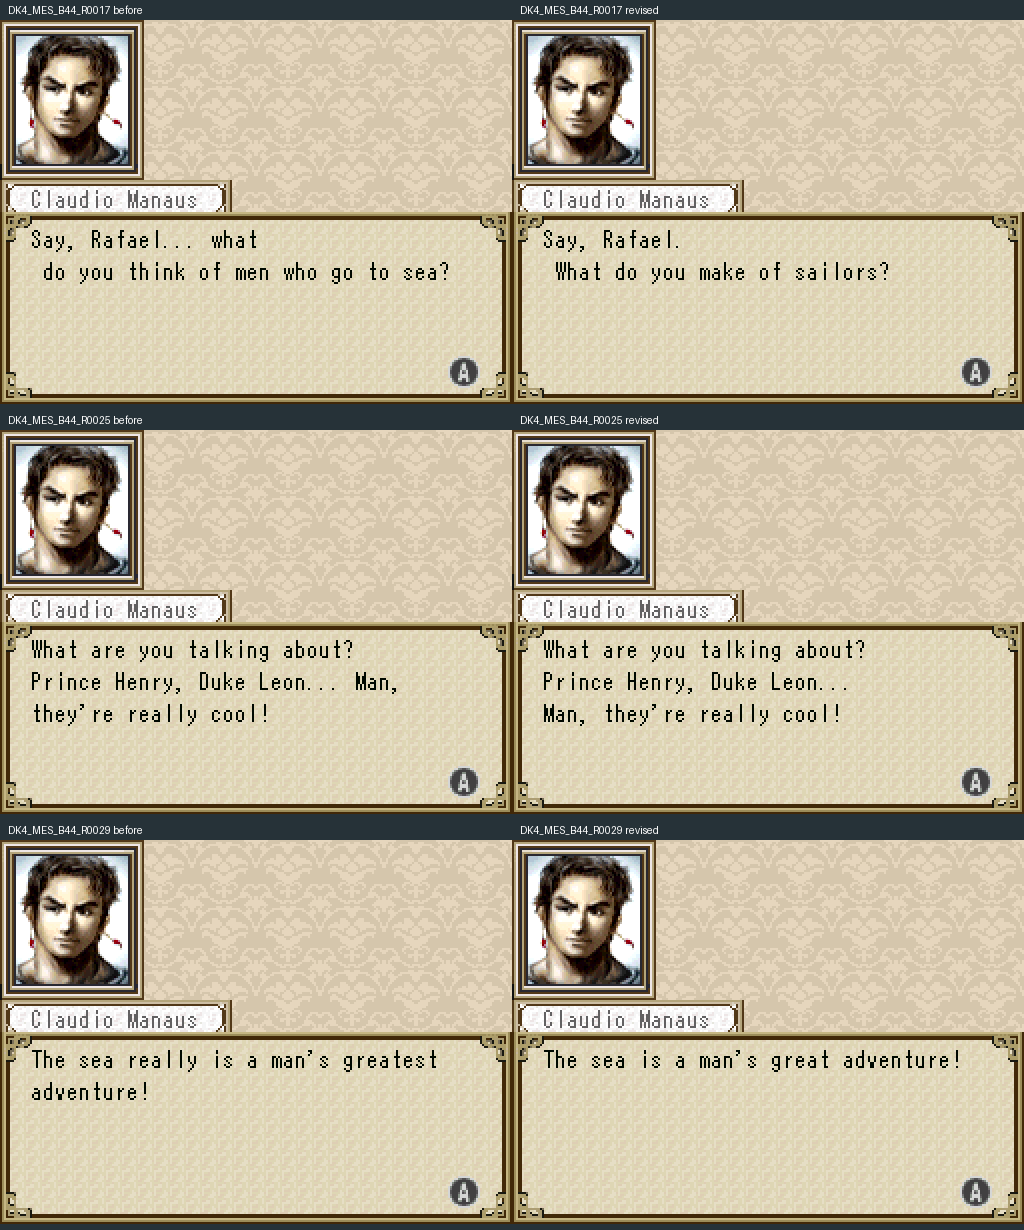 DK4_MES_B44_R0017 before
Claudio Manaus
Say, Rafael... what
do you think of men who go to sea?
A
DK4_MES_B44_R0017 revised
Claudio Manaus
Say, Rafael.
What do you make of sailors?
A
DK4_MES_B44_R0025 before
Claudio Manaus
What are you talking about?
Prince Henry, Duke Leon... Man,
they're really cool!
A
DK4_MES_B44_R0025 revised
Claudio Manaus
What are you talking about?
Prince Henry, Duke Leon...
Man, they're really cool!
A
DK4_MES_B44_R0029 before
Claudio Manaus
The sea really is a man's greatest
adventure!
A
DK4_MES_B44_R0029 revised
Claudio Manaus
The sea is a man's great adventure!
A